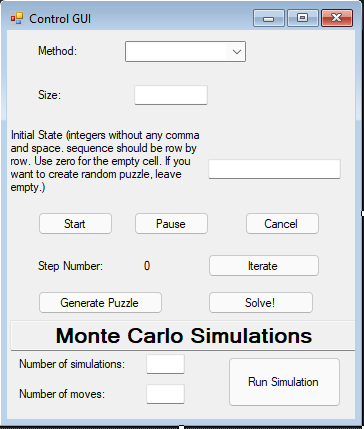 Control GUI
Method:
Size:
Initial State (integers without any comma
and space. sequence should be row by
row. Use zero for the empty cell. If you
want to create random puzzle, leave
empty.)
Start Pause Cancel
Step Number: 0 Iterate
Generate Puzzle Solve!
Monte Carlo Simulations
Number of simulations:
Run Simulation
Number of moves: